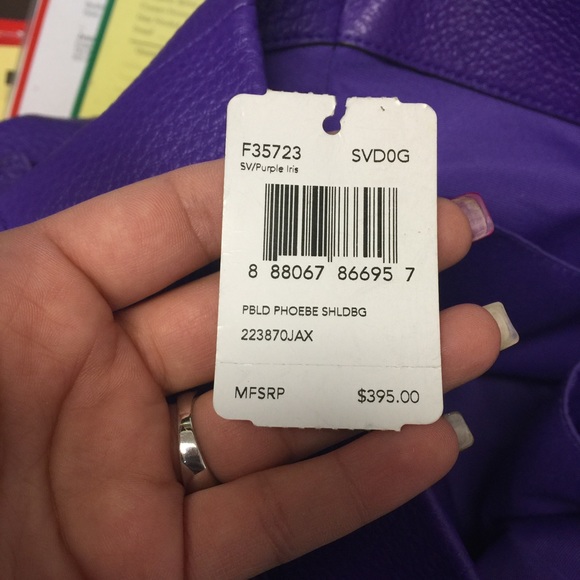 F35723 SVD0G
SV/Purple Iris
8 88067 86695 7
PBLD PHOEBE SHLDBG
223870JAX
MFSRP $395.00